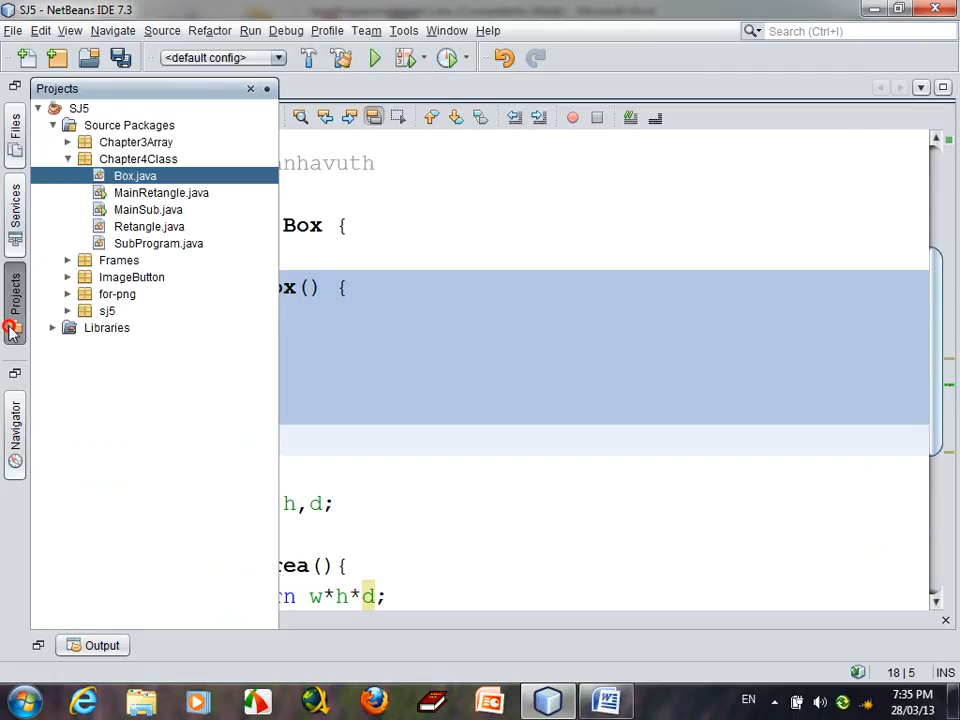 SJ5 - NetBeans IDE 7.3
File Edit View Navigate Source Refactor Run Debug Profile Team Tools Window Help
Search (Ctrl+I)
<default config>
Projects
Files
Services
Projects
Navigator
SJ5
Source Packages
Chapter3Array
Chapter4Class
Box.java
MainRetangle.java
MainSub.java
Retangle.java
SubProgram.java
Frames
ImageButton
for-png
sj5
Libraries
nhavuth
Box {
ox() {
h,d;
rea(){
rn w*h*d;
Output
18 | 5 INS
EN
7:35 PM
28/03/13